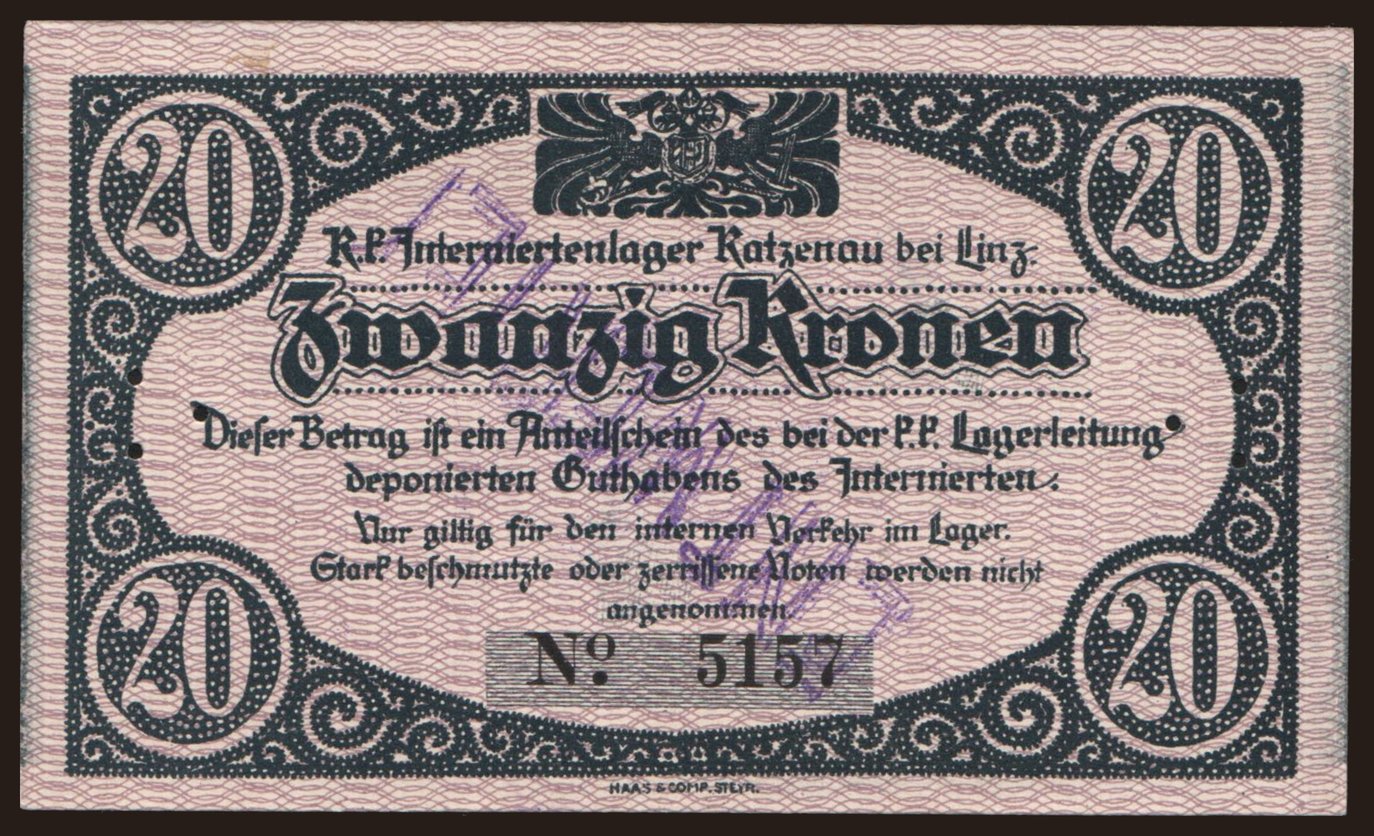 20 20
K.k. Interniertenlager Katzenau bei Linz.
Zwanzig Kronen
Dieser Betrag ist ein Anteilschein des bei der k.k. Lagerleitung
deponierten Guthabens des Internierten.
Nur giltig für den internen Verkehr im Lager.
Stark beschmutzte oder zerrissene Noten werden nicht
angenommen.
20 20
No. 5157
HAAS & COMP. STEYR.